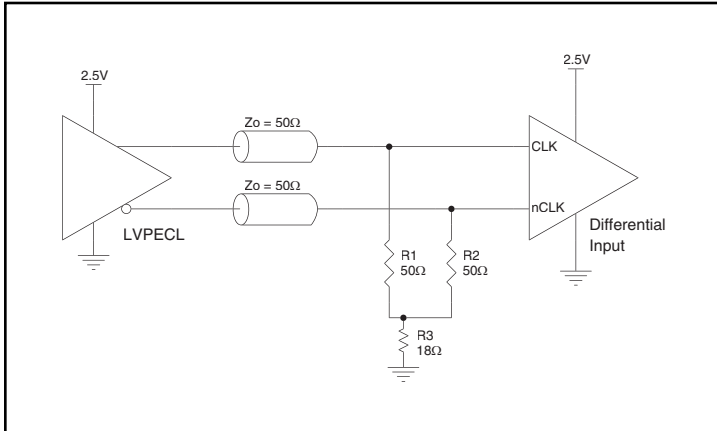 2.5V
2.5V
Zo = 50Ω
CLK
Zo = 50Ω
nCLK
LVPECL
Differential
Input
R1
50Ω
R2
50Ω
R3
18Ω